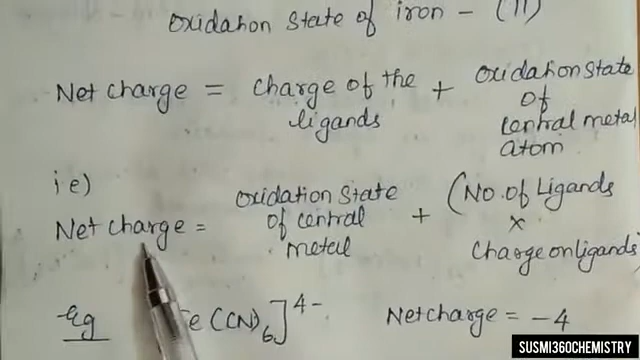 Oxidation State of iron - (II)
Net charge = charge of the ligands + Oxidation State of central metal atom
i e)
Net charge = Oxidation State of central metal + (No. of Ligands × charge on ligands)
Eg Fe (CN)6]4- Net charge = -4
SUSMI360CHEMISTRY